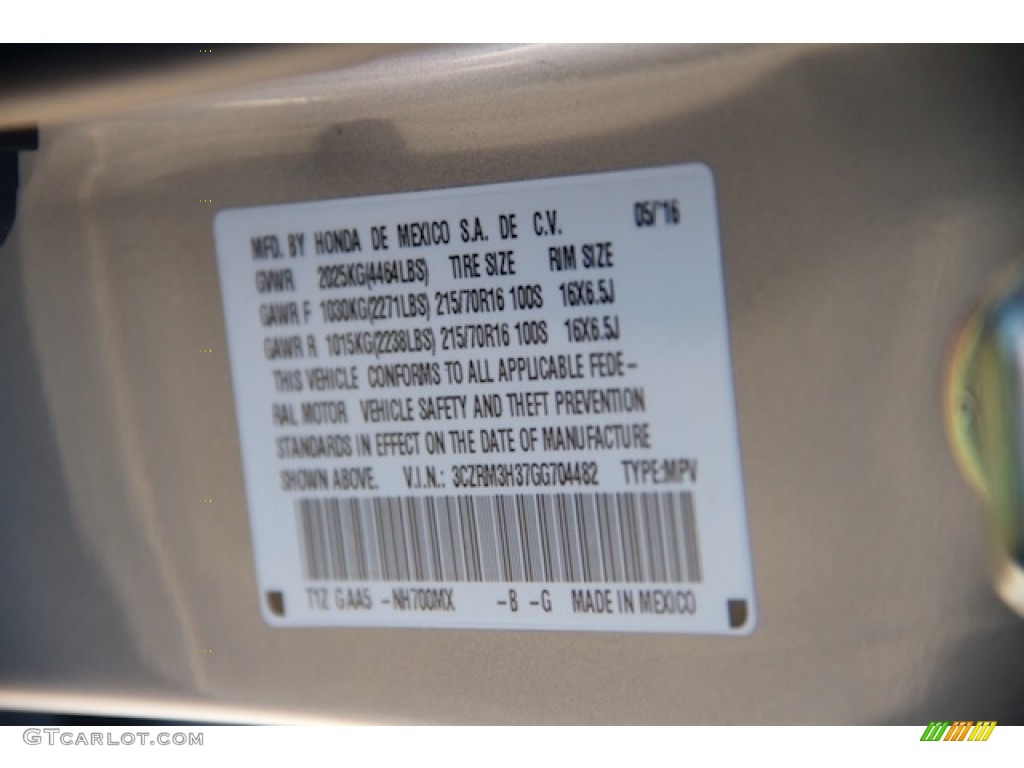 MFD. BY HONDA DE MEXICO S.A. DE C.V. 05/'16
GVWR 2025KG(4464LBS) TIRE SIZE RIM SIZE
GAWR F 1030KG(2271LBS) 215/70R16 100S 16X6.5J
GAWR R 1015KG(2238LBS) 215/70R16 100S 16X6.5J
THIS VEHICLE CONFORMS TO ALL APPLICABLE FEDE-
RAL MOTOR VEHICLE SAFETY AND THEFT PREVENTION
STANDARDS IN EFFECT ON THE DATE OF MANUFACTURE
SHOWN ABOVE. V.I.N.: 3CZRM3H37GG704482 TYPE:MPV
T1Z GAA5 -NH700MX -B -G MADE IN MEXICO
GTCarlot.com